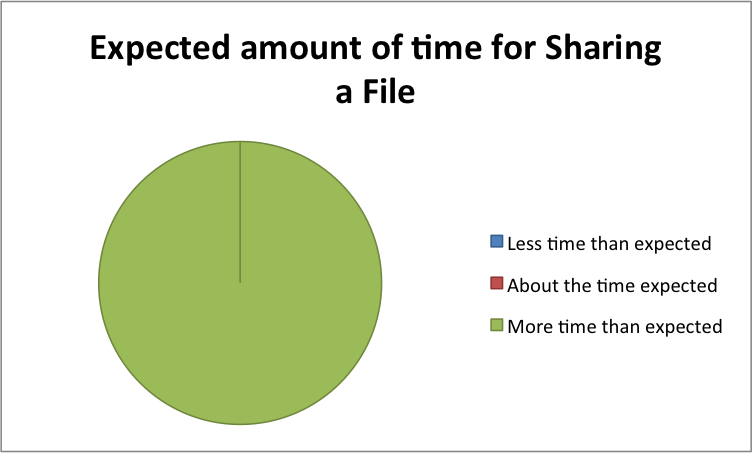 Expected amount of time for Sharing
a File
Less time than expected
About the time expected
More time than expected